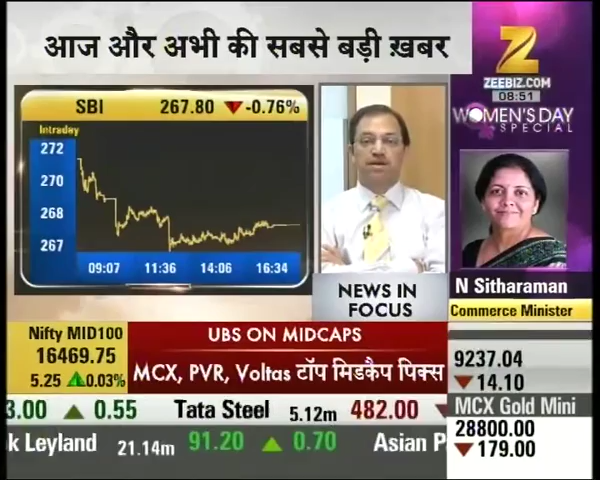 आज और अभी की सबसे बड़ी ख़बर
ZEEBIZ.COM
08:51
WOMEN'S DAY
SPECIAL
SBI 267.80 -0.76%
Intraday
272
270
268
267
09:07 11:36 14:06 16:34
NEWS IN
FOCUS
N Sitharaman
Commerce Minister
Nifty MID100
16469.75
5.25 0.03%
UBS ON MIDCAPS
MCX, PVR, Voltas टॉप मिडकैप पिक्स
9237.04
14.10
MCX Gold Mini
28800.00
179.00
3.00 0.55 Tata Steel 5.12m 482.00
k Leyland 21.14m 91.20 0.70 Asian P